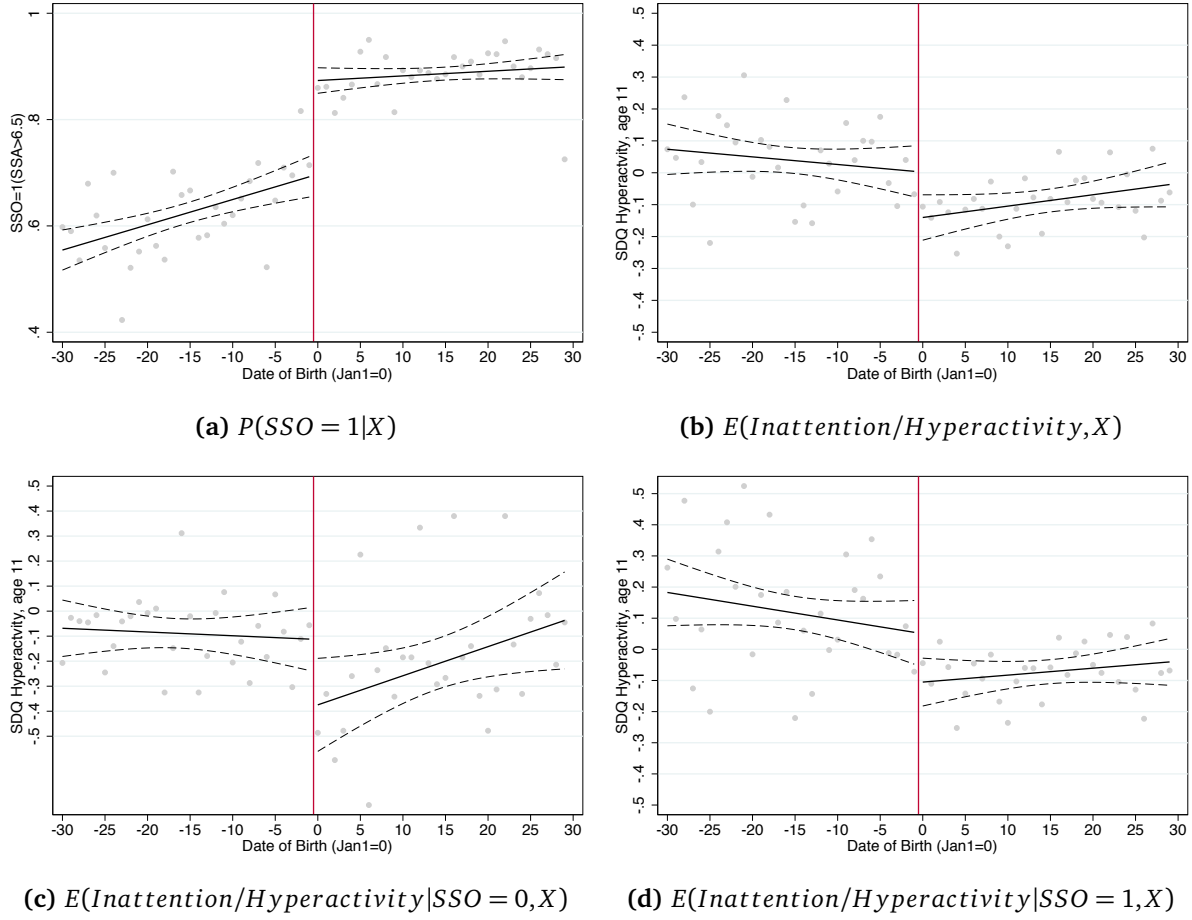 SSO=1(SSA>6.5)
1
.8
.6
.4
-30 -25 -20 -15 -10 -5 0 5 10 15 20 25 30
Date of Birth (Jan1=0)
(a) P(SSO = 1|X)
SDQ Hyperactvity, age 11
.5
.4
.3
.2
.1
0
-.1
-.2
-.3
-.4
-.5
-30 -25 -20 -15 -10 -5 0 5 10 15 20 25 30
Date of Birth (Jan1=0)
(b) E(Inattention/Hyperactivity,X)
SDQ Hyperactvity, age 11
.5
.4
.3
.2
.1
0
-.1
-.2
-.3
-.4
-.5
-30 -25 -20 -15 -10 -5 0 5 10 15 20 25 30
Date of Birth (Jan1=0)
(c) E(Inattention/Hyperactivity|SSO = 0,X)
SDQ Hyperactvity, age 11
.5
.4
.3
.2
.1
0
-.1
-.2
-.3
-.4
-.5
-30 -25 -20 -15 -10 -5 0 5 10 15 20 25 30
Date of Birth (Jan1=0)
(d) E(Inattention/Hyperactivity|SSO = 1,X)